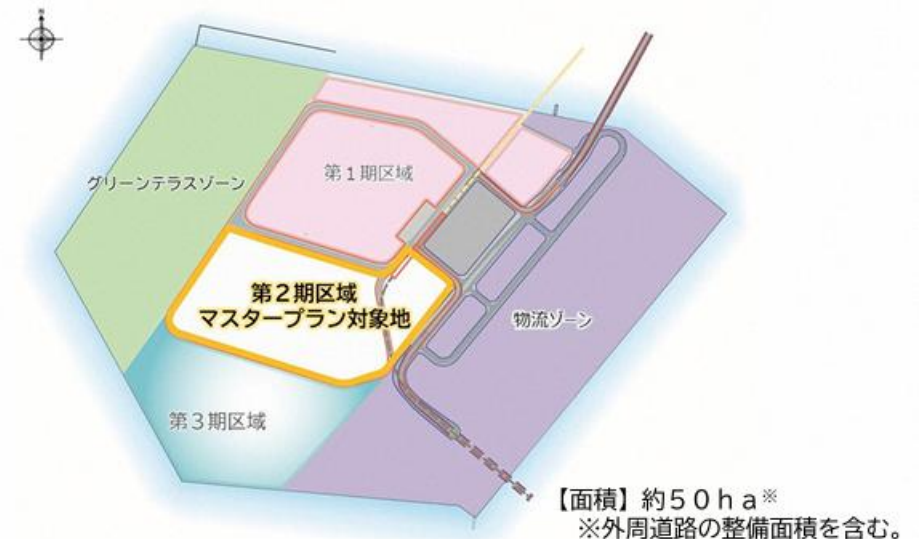 N
グリーンテラスゾーン
第１期区域
第２期区域
マスタープラン対象地
物流ゾーン
第３期区域
【面積】約５０ｈａ※
※外周道路の整備面積を含む。